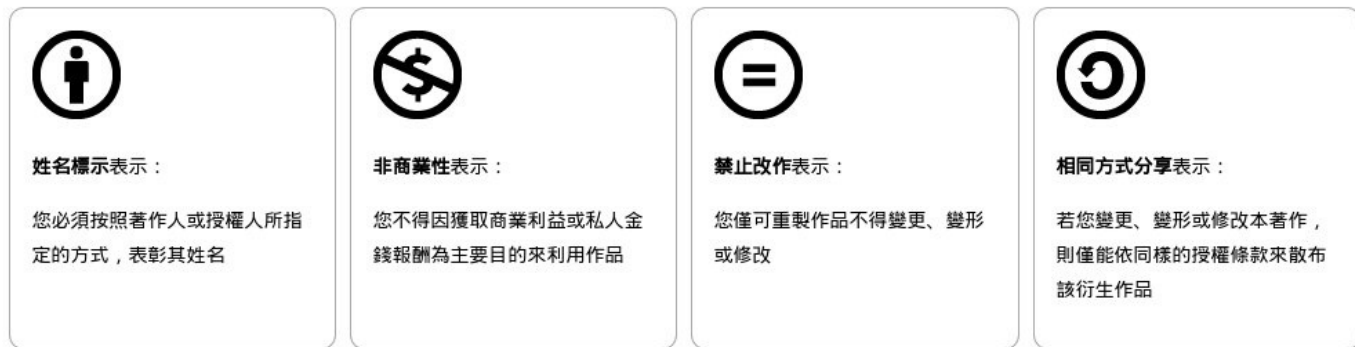 姓名標示表示：
您必須按照著作人或授權人所指
定的方式，表彰其姓名
非商業性表示：
您不得因獲取商業利益或私人金
錢報酬為主要目的來利用作品
禁止改作表示：
您僅可重製作品不得變更、變形
或修改
相同方式分享表示：
若您變更、變形或修改本著作，
則僅能依同樣的授權條款來散布
該衍生作品